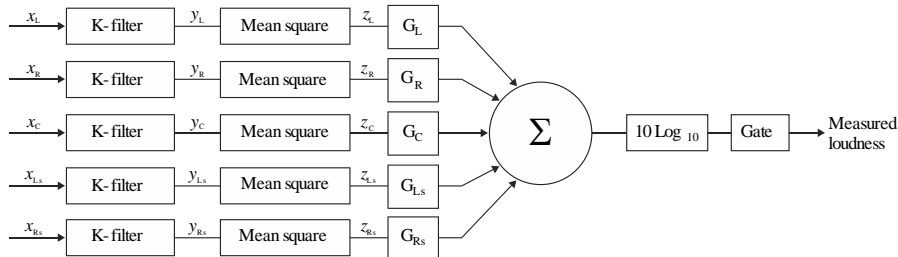 x_L K-filter y_L Mean square z_L G_L
x_R K-filter y_R Mean square z_R G_R
x_C K-filter y_C Mean square z_C G_C Σ 10 Log 10 Gate Measured
loudness
x_Ls K-filter y_Ls Mean square z_Ls G_Ls
x_Rs K-filter y_Rs Mean square z_Rs G_Rs